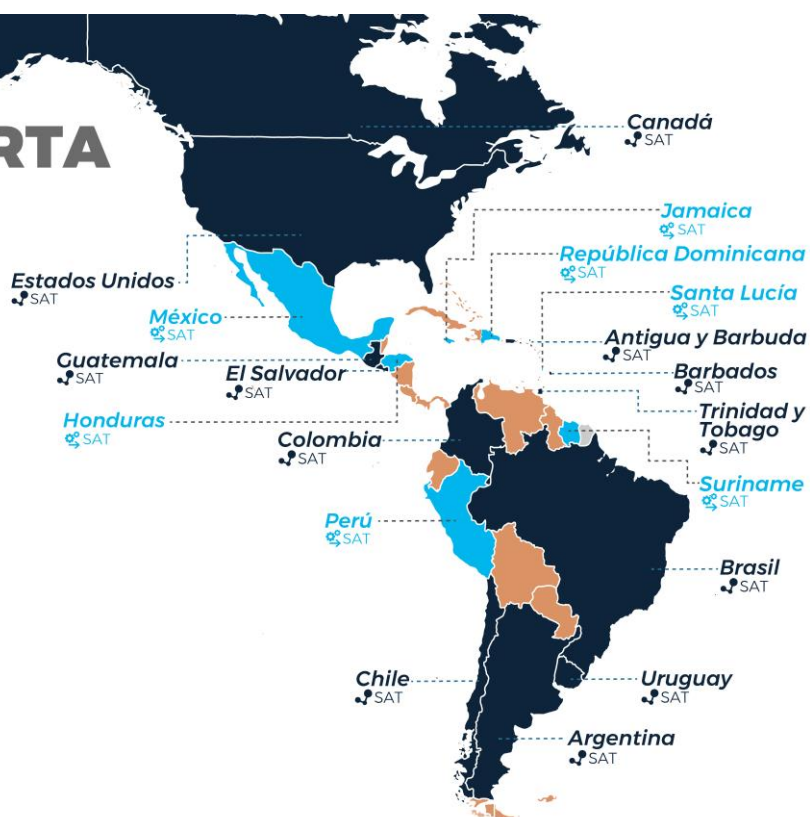 RTA
Canadá
SAT
Jamaica
SAT
República Dominicana
SAT
Estados Unidos
SAT
Santa Lucía
SAT
México
SAT
Antigua y Barbuda
SAT
Guatemala
SAT
El Salvador
SAT
Barbados
SAT
Trinidad y
Tobago
SAT
Honduras
SAT
Colombia
SAT
Suriname
SAT
Perú
SAT
Brasil
SAT
Chile
SAT
Uruguay
SAT
Argentina
SAT